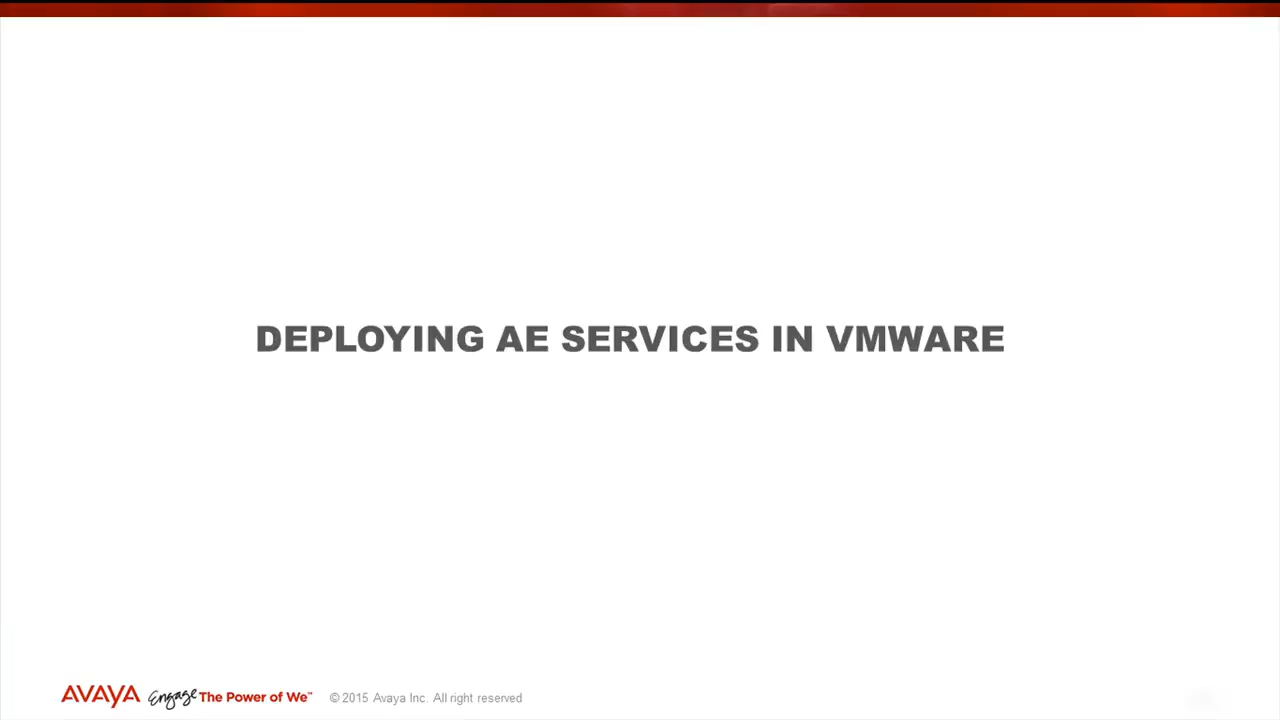 DEPLOYING AE SERVICES IN VMWARE
AVAYA Engage The Power of We™ © 2015 Avaya Inc. All right reserved